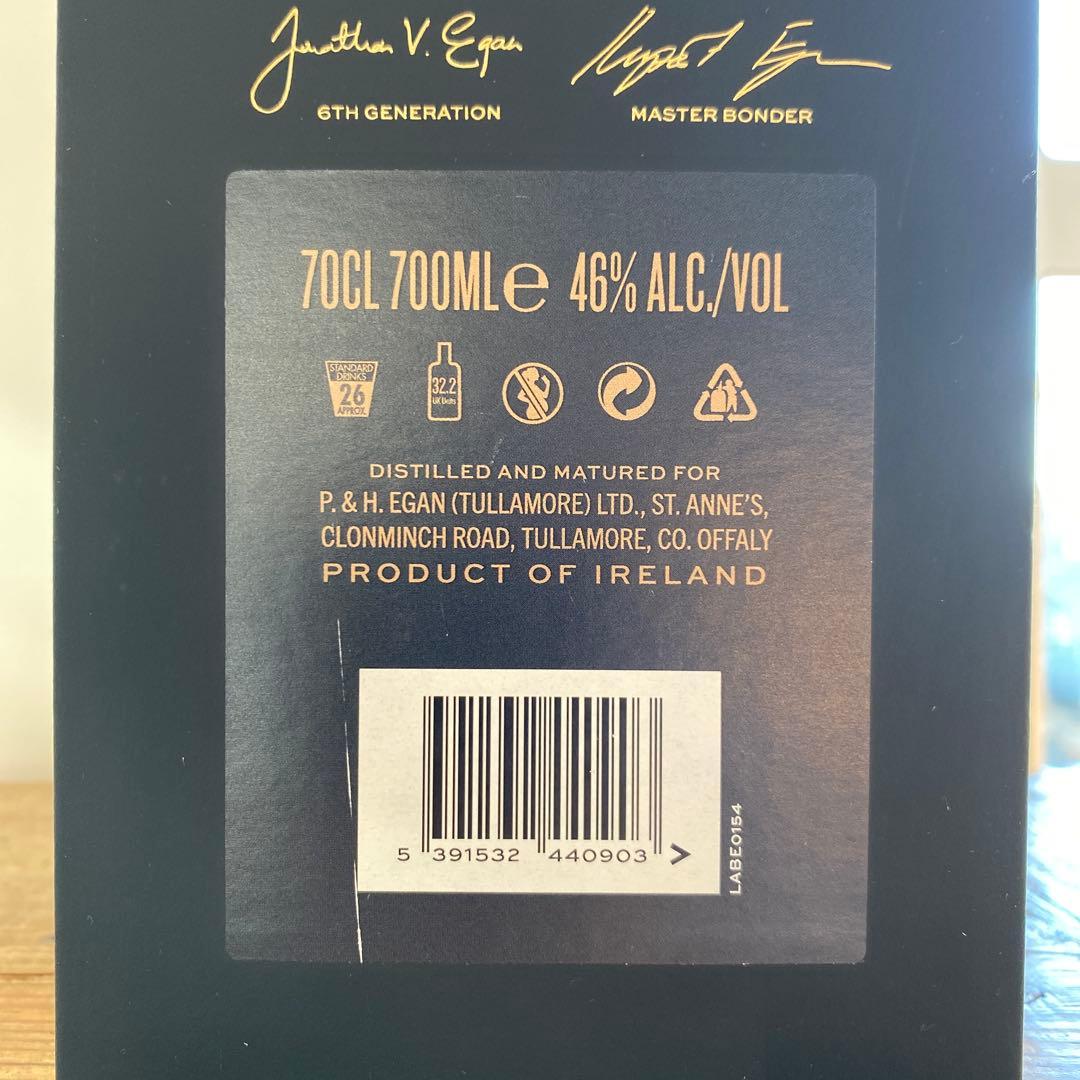 Jonathan V. Egan
6TH GENERATION
MASTER BONDER
70CL 700ML e 46% ALC./VOL
STANDARD
DRINKS
26
APPROX.
32.2
UK Units
DISTILLED AND MATURED FOR
P. & H. EGAN (TULLAMORE) LTD., ST. ANNE'S,
CLONMINCH ROAD, TULLAMORE, CO. OFFALY
PRODUCT OF IRELAND
5 391532 440903 >
LABE0154